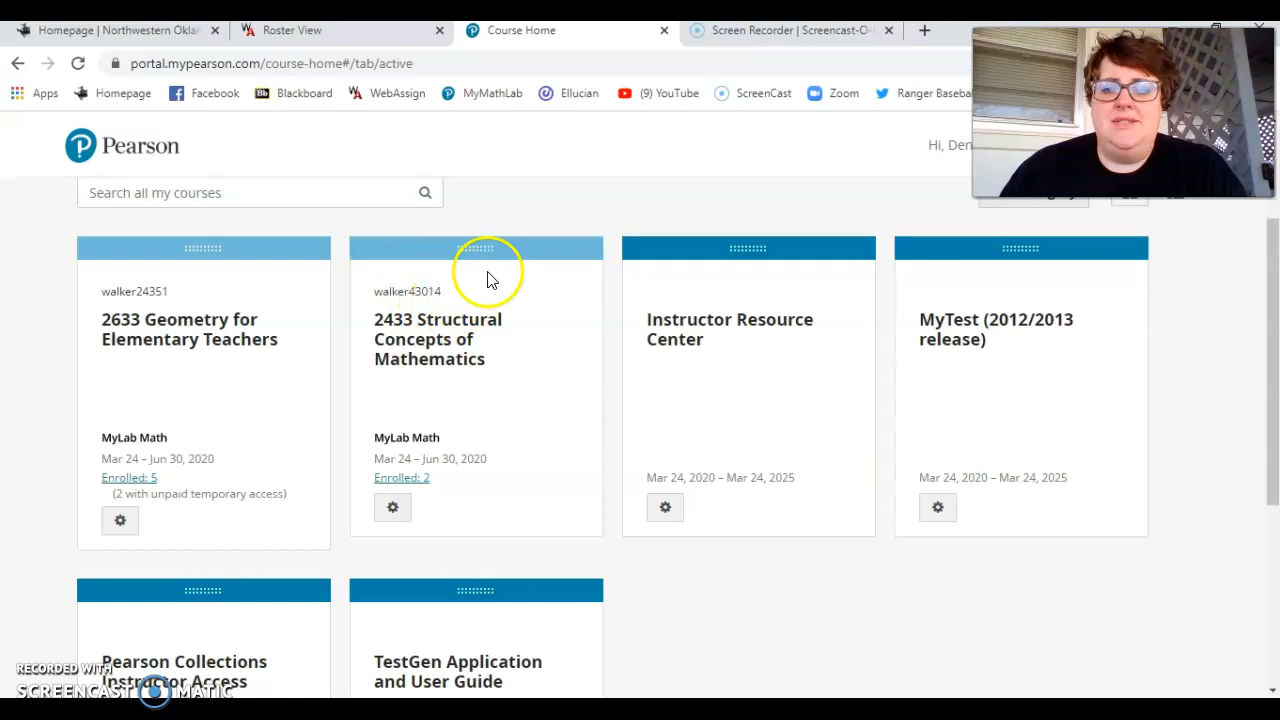 Homepage | Northwestern Oklah
Roster View
Course Home
Screen Recorder | Screencast-O-
portal.mypearson.com/course-home#/tab/active
Apps Homepage Facebook Blackboard WebAssign MyMathLab Ellucian (9) YouTube ScreenCast Zoom Ranger Baseba
Pearson
Hi, Den
Search all my courses
walker24351
2633 Geometry for
Elementary Teachers
MyLab Math
Mar 24 – Jun 30, 2020
Enrolled: 5
(2 with unpaid temporary access)
walker43014
2433 Structural
Concepts of
Mathematics
MyLab Math
Mar 24 – Jun 30, 2020
Enrolled: 2
Instructor Resource
Center
Mar 24, 2020 – Mar 24, 2025
MyTest (2012/2013
release)
Mar 24, 2020 – Mar 24, 2025
Pearson Collections
Instructor Access
TestGen Application
and User Guide
RECORDED WITH
SCREENCAST MATIC